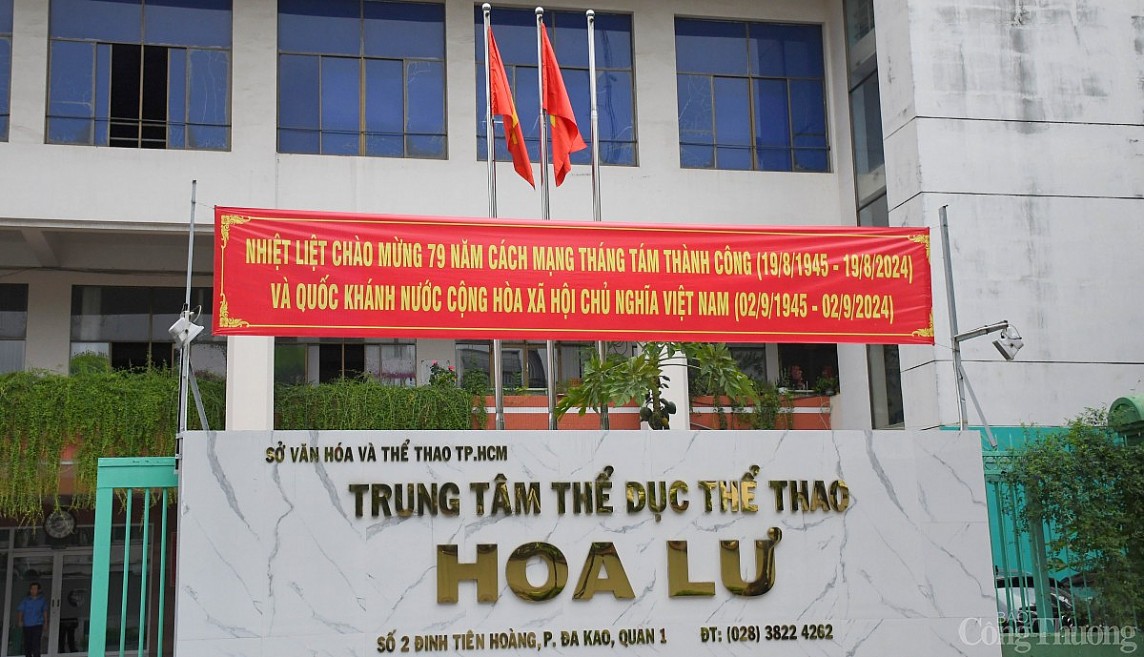 NHIỆT LIỆT CHÀO MỪNG 79 NĂM CÁCH MẠNG THÁNG TÁM THÀNH CÔNG (19/8/1945 - 19/8/2024)
VÀ QUỐC KHÁNH NƯỚC CỘNG HÒA XÃ HỘI CHỦ NGHĨA VIỆT NAM (02/9/1945 - 02/9/2024)
SỞ VĂN HÓA VÀ THỂ THAO TP.HCM
TRUNG TÂM THỂ DỤC THỂ THAO
HOA LƯ
SỐ 2 ĐINH TIÊN HOÀNG, P. ĐA KAO, QUẬN 1 ĐT: (028) 3822 4262
BÁO
Công Thương